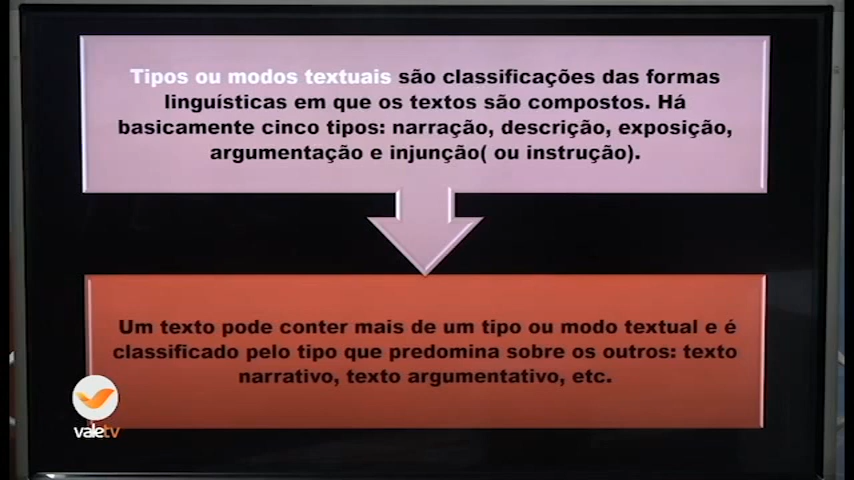 Tipos ou modos textuais são classificações das formas
linguísticas em que os textos são compostos. Há
basicamente cinco tipos: narração, descrição, exposição,
argumentação e injunção( ou instrução).
Um texto pode conter mais de um tipo ou modo textual e é
classificado pelo tipo que predomina sobre os outros: texto
narrativo, texto argumentativo, etc.
valetv